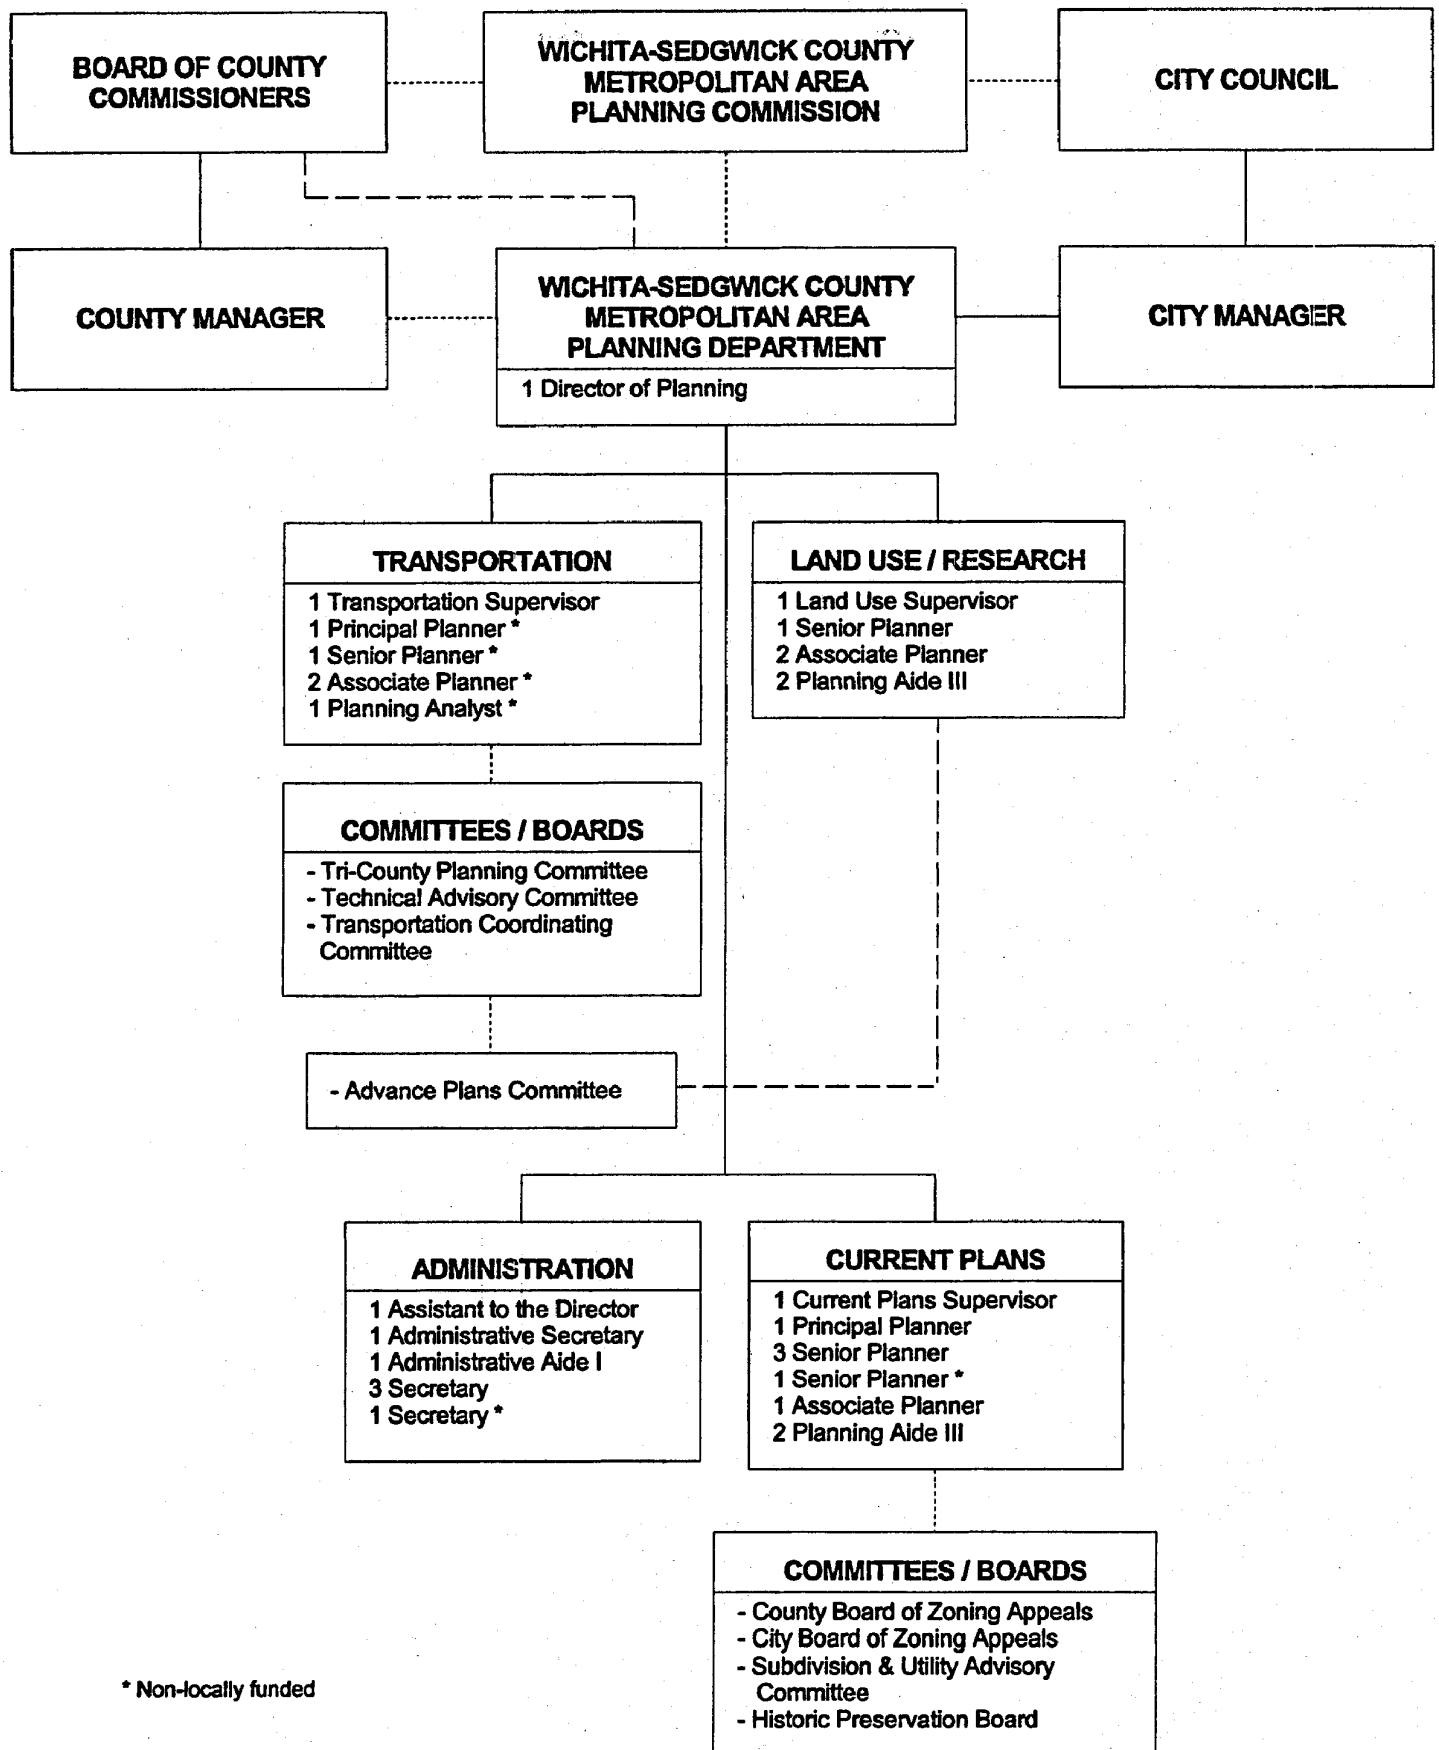 BOARD OF COUNTY
COMMISSIONERS
WICHITA-SEDGWICK COUNTY
METROPOLITAN AREA
PLANNING COMMISSION
CITY COUNCIL
COUNTY MANAGER
WICHITA-SEDGWICK COUNTY
METROPOLITAN AREA
PLANNING DEPARTMENT
1 Director of Planning
CITY MANAGER
TRANSPORTATION
1 Transportation Supervisor
1 Principal Planner *
1 Senior Planner *
2 Associate Planner *
1 Planning Analyst *
LAND USE / RESEARCH
1 Land Use Supervisor
1 Senior Planner
2 Associate Planner
2 Planning Aide III
COMMITTEES / BOARDS
- Tri-County Planning Committee
- Technical Advisory Committee
- Transportation Coordinating
Committee
- Advance Plans Committee
ADMINISTRATION
1 Assistant to the Director
1 Administrative Secretary
1 Administrative Aide I
3 Secretary
1 Secretary *
CURRENT PLANS
1 Current Plans Supervisor
1 Principal Planner
3 Senior Planner
1 Senior Planner *
1 Associate Planner
2 Planning Aide III
COMMITTEES / BOARDS
- County Board of Zoning Appeals
- City Board of Zoning Appeals
- Subdivision & Utility Advisory
Committee
- Historic Preservation Board
* Non-locally funded